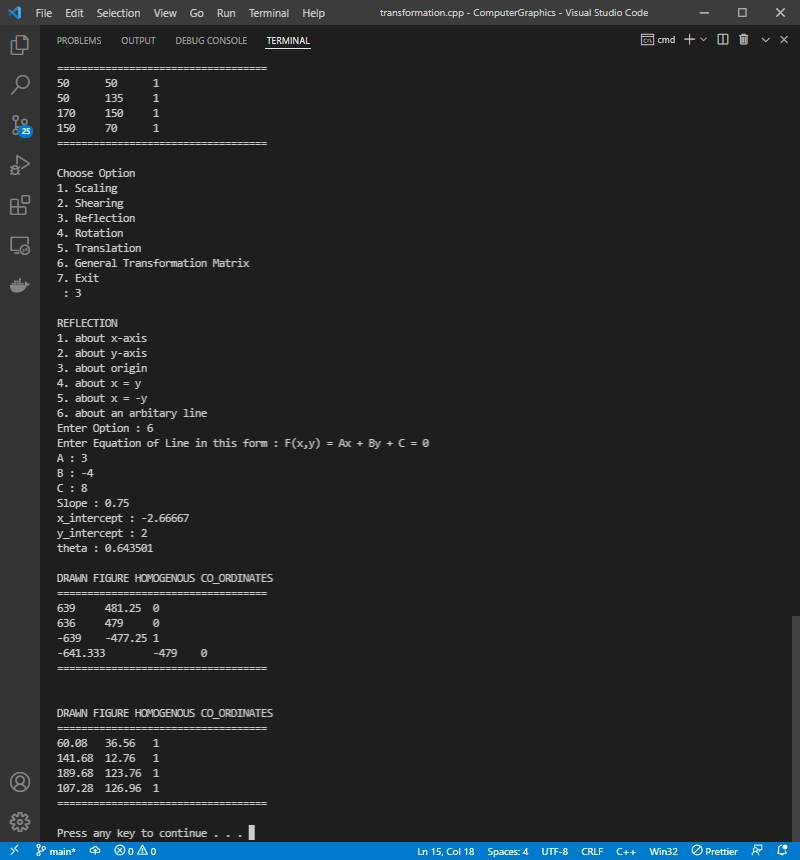 File Edit Selection View Go Run Terminal Help transformation.cpp - ComputerGraphics - Visual Studio Code
PROBLEMS OUTPUT DEBUG CONSOLE TERMINAL cmd
===================================
50 50 1
50 135 1
170 150 1
150 70 1
===================================
Choose Option
1. Scaling
2. Shearing
3. Reflection
4. Rotation
5. Translation
6. General Transformation Matrix
7. Exit
: 3
REFLECTION
1. about x-axis
2. about y-axis
3. about origin
4. about x = y
5. about x = -y
6. about an arbitary line
Enter Option : 6
Enter Equation of Line in this form : F(x,y) = Ax + By + C = 0
A : 3
B : -4
C : 8
Slope : 0.75
x_intercept : -2.66667
y_intercept : 2
theta : 0.643501
DRAWN FIGURE HOMOGENOUS CO_ORDINATES
===================================
639 481.25 0
636 479 0
-639 -477.25 1
-641.333 -479 0
===================================
DRAWN FIGURE HOMOGENOUS CO_ORDINATES
===================================
60.08 36.56 1
141.68 12.76 1
189.68 123.76 1
107.28 126.96 1
===================================
Press any key to continue . . .
25
main* 0 0 Ln 15, Col 18 Spaces: 4 UTF-8 CRLF C++ Win32 Prettier